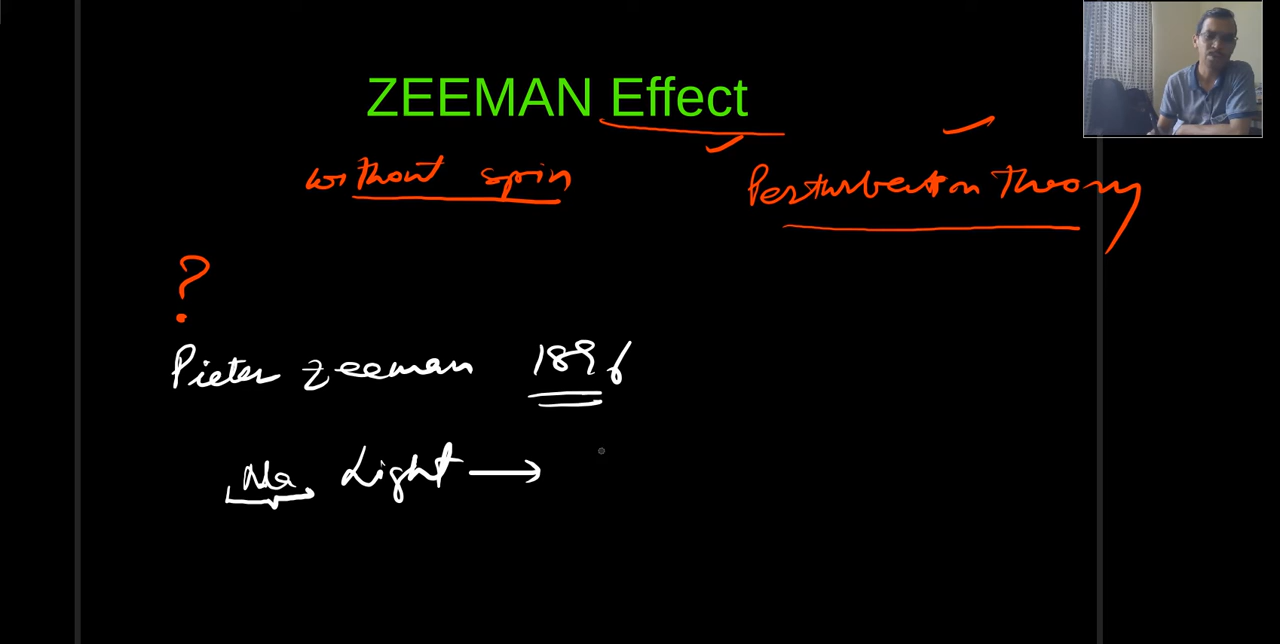 ZEEMAN Effect
without spin
Perturbation Theory
?
Pieter Zeeman 1896
Na Light →